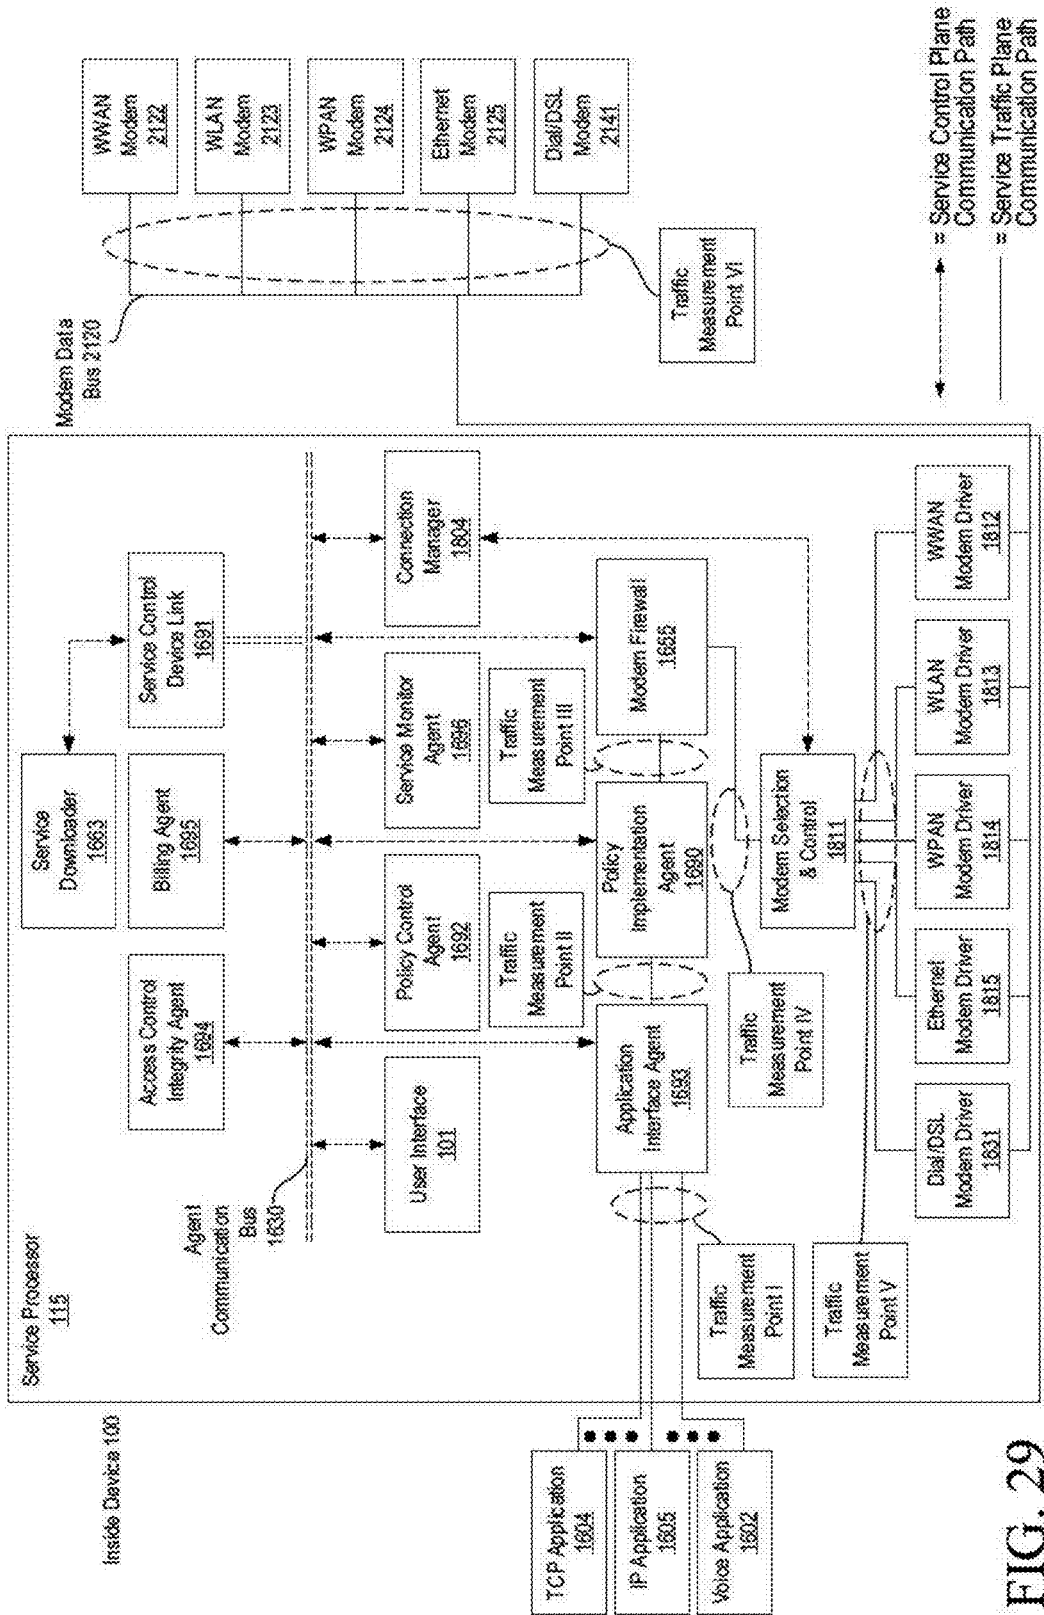 Inside Device 100
Service Processor
115
Service
Downloader
1663
Access Control
Integrity Agent
1694
Billing Agent
1695
Service Control
Device Link
1691
Agent
Communication
Bus
1630
User Interface
101
Policy Control
Agent
1692
Service Monitor
Agent
1696
Connection
Manager
1804
Traffic
Measurement
Point II
Traffic
Measurement
Point III
Application
Interface Agent
1693
Policy
Implementation
Agent
1690
Modem Firewall
1655
TCP Application
1604
IP Application
1605
Voice Application
1602
Traffic
Measurement
Point I
Traffic
Measurement
Point IV
Modem Selection
& Control
1811
Traffic
Measurement
Point V
Dial/DSL
Modem Driver
1831
Ethernet
Modem Driver
1815
WPAN
Modem Driver
1814
WLAN
Modem Driver
1813
WWAN
Modem Driver
1812
Modem Data
Bus 2120
WWAN
Modem
2122
WLAN
Modem
2123
WPAN
Modem
2124
Ethernet
Modem
2125
Dial/DSL
Modem
2141
Traffic
Measurement
Point VI
= Service Control Plane
Communication Path
= Service Traffic Plane
Communication Path
FIG. 29